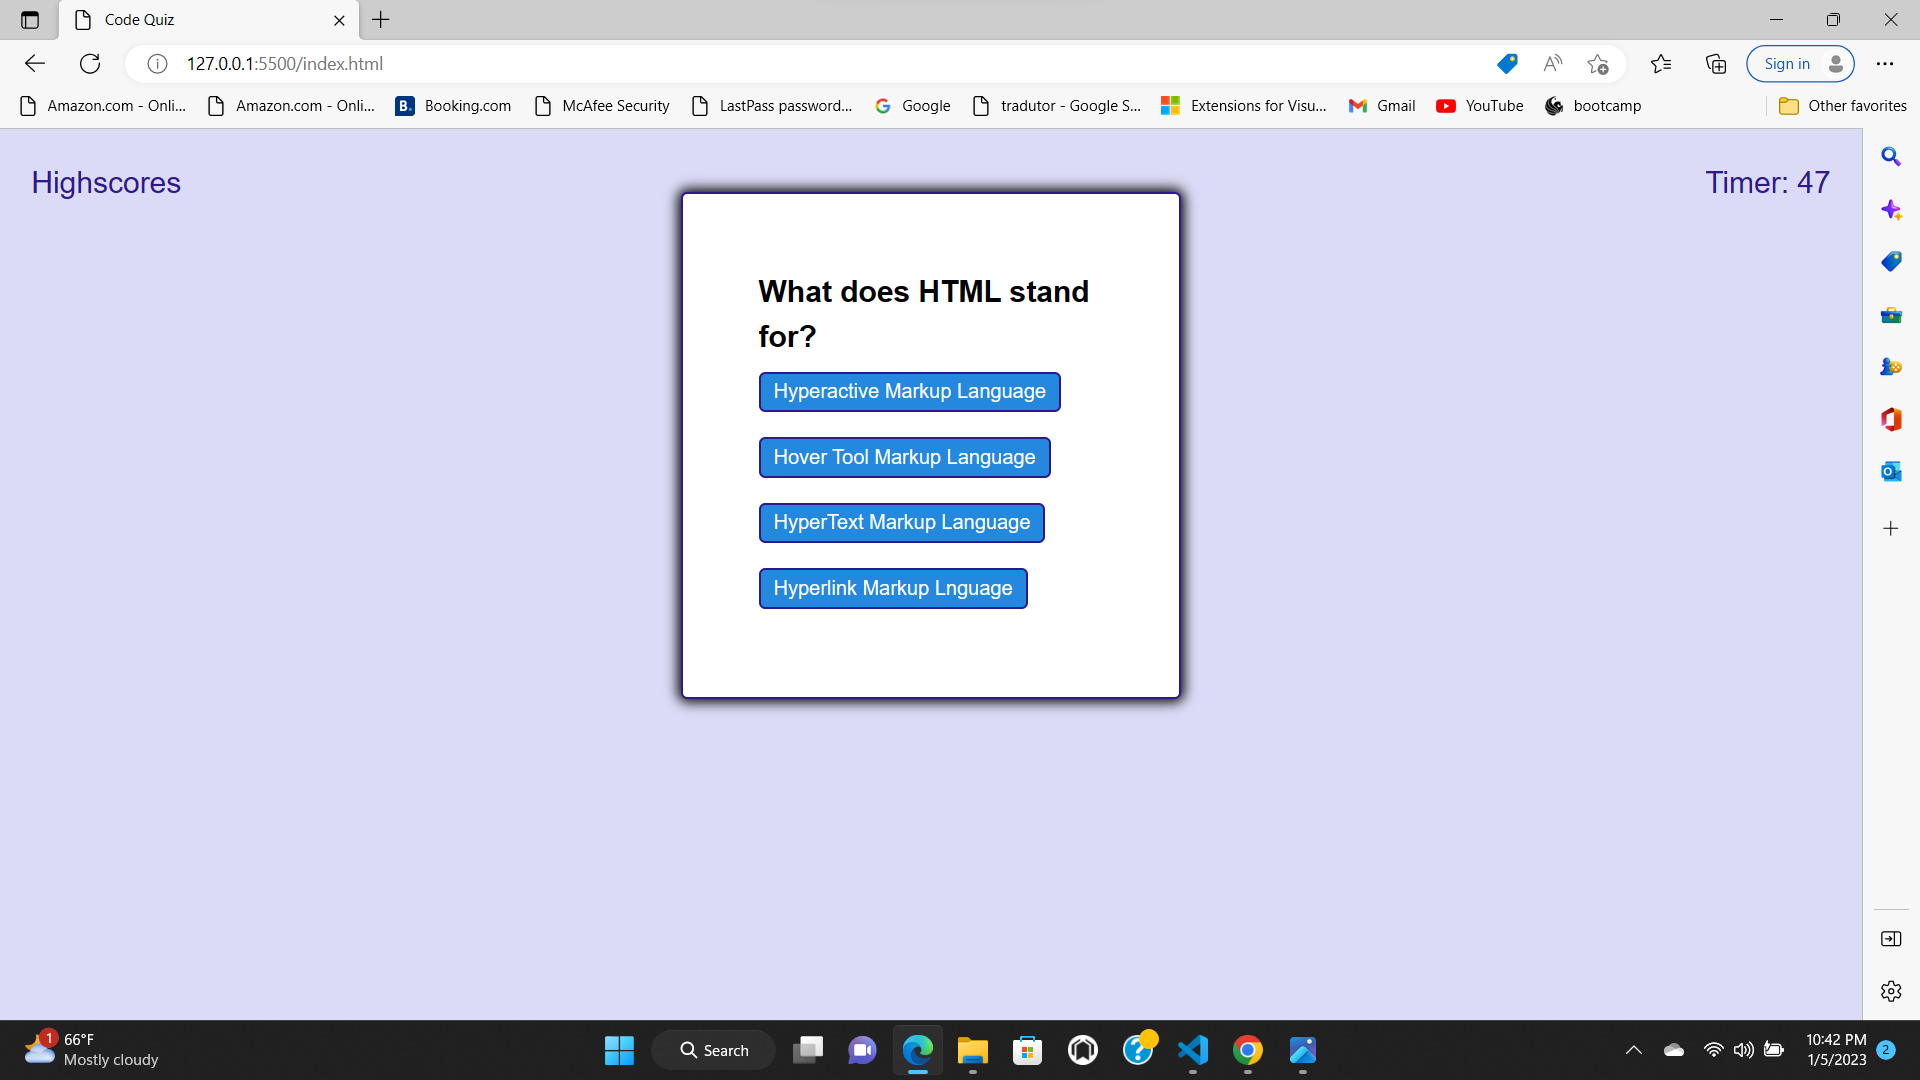 Code Quiz
127.0.0.1:5500/index.html
Sign in
Amazon.com - Onli...
Amazon.com - Onli...
B.
Booking.com
McAfee Security
LastPass password...
Google
tradutor - Google S...
Extensions for Visu...
Gmail
YouTube
bootcamp
Other favorites
Highscores
Timer: 47
What does HTML stand
for?
Hyperactive Markup Language
Hover Tool Markup Language
HyperText Markup Language
Hyperlink Markup Lnguage
1
66°F
Mostly cloudy
Search
10:42 PM
1/5/2023
2